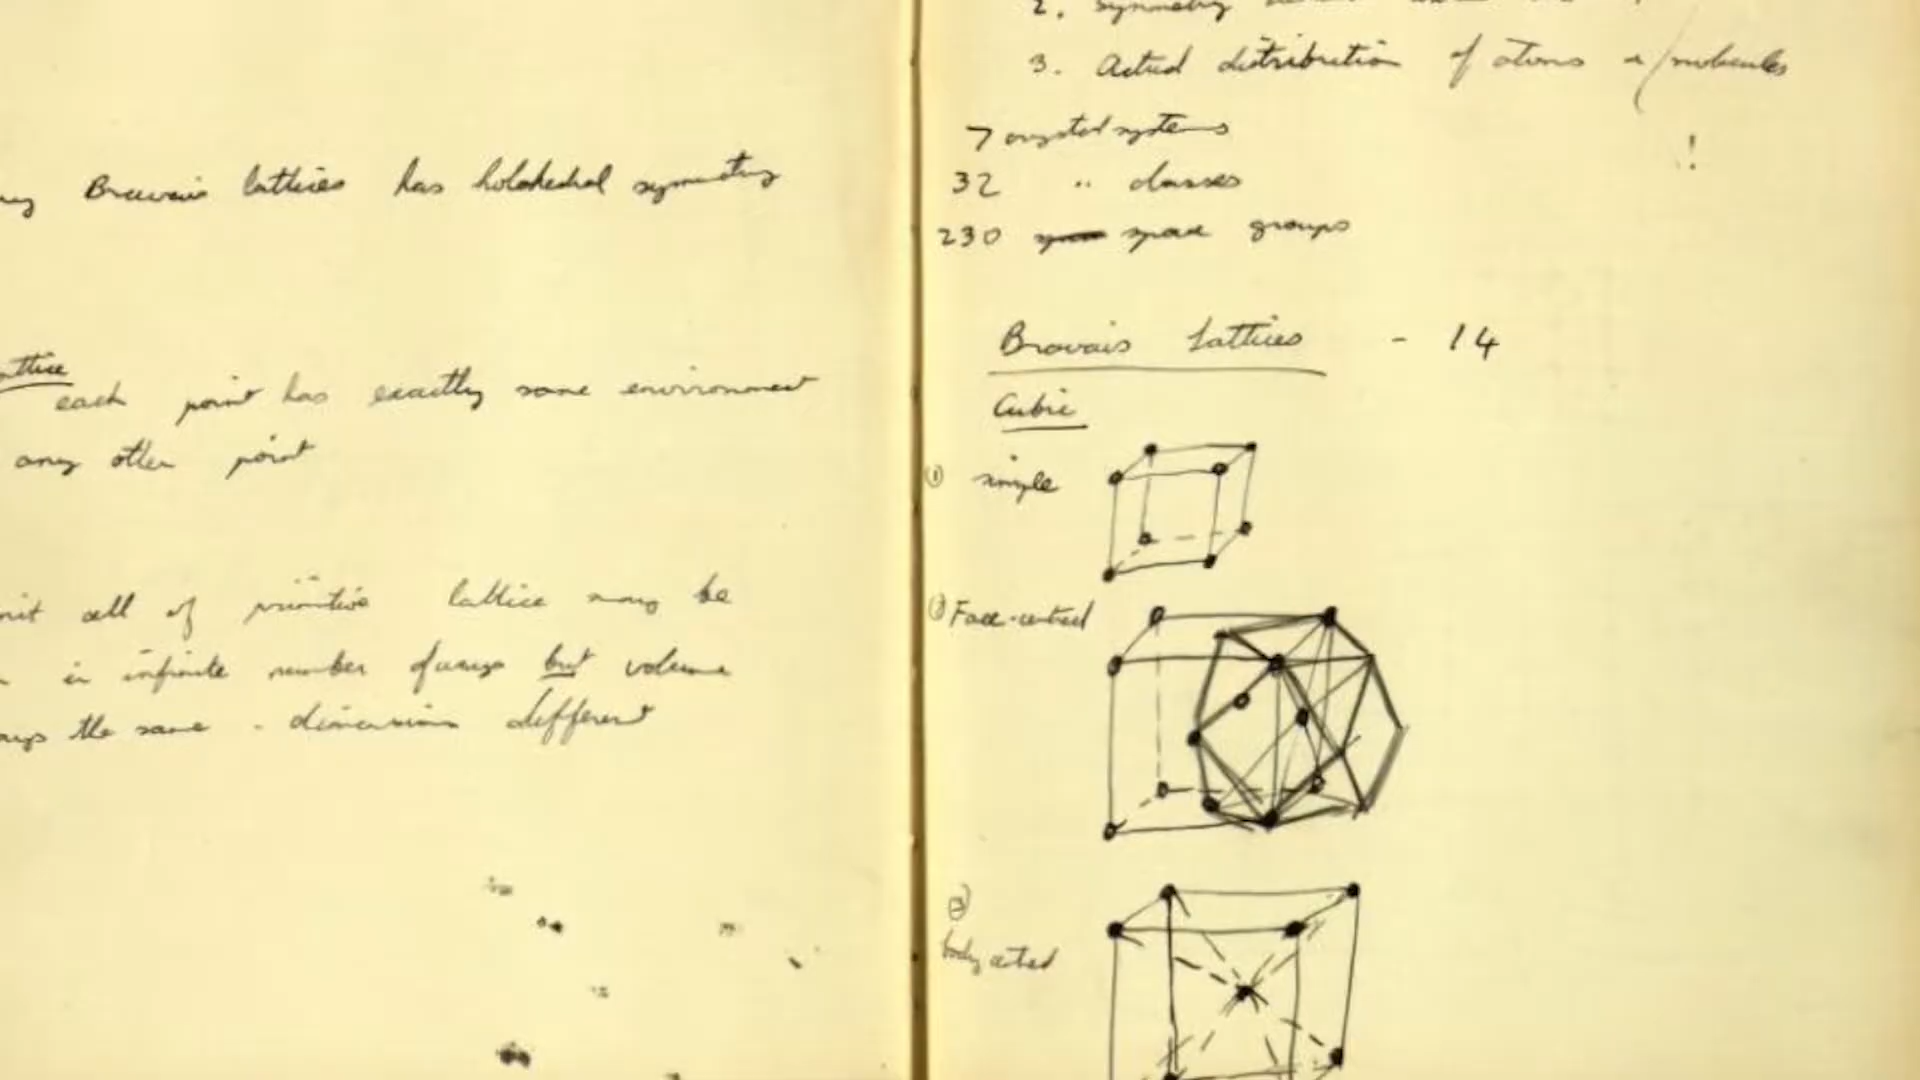 Bravais lattices has holohedral symmetry
lattice
each point has exactly same environment
any other point
unit cell of primitive lattice may be
in infinite number of ways but volume
the same - dimensions different
2. symmetry
3. Actual distribution of atoms or molecules
!
7 crystal systems
32 " classes
230 space groups
Bravais Lattices - 14
Cubic
① simple
② Face-centred
③
body centred